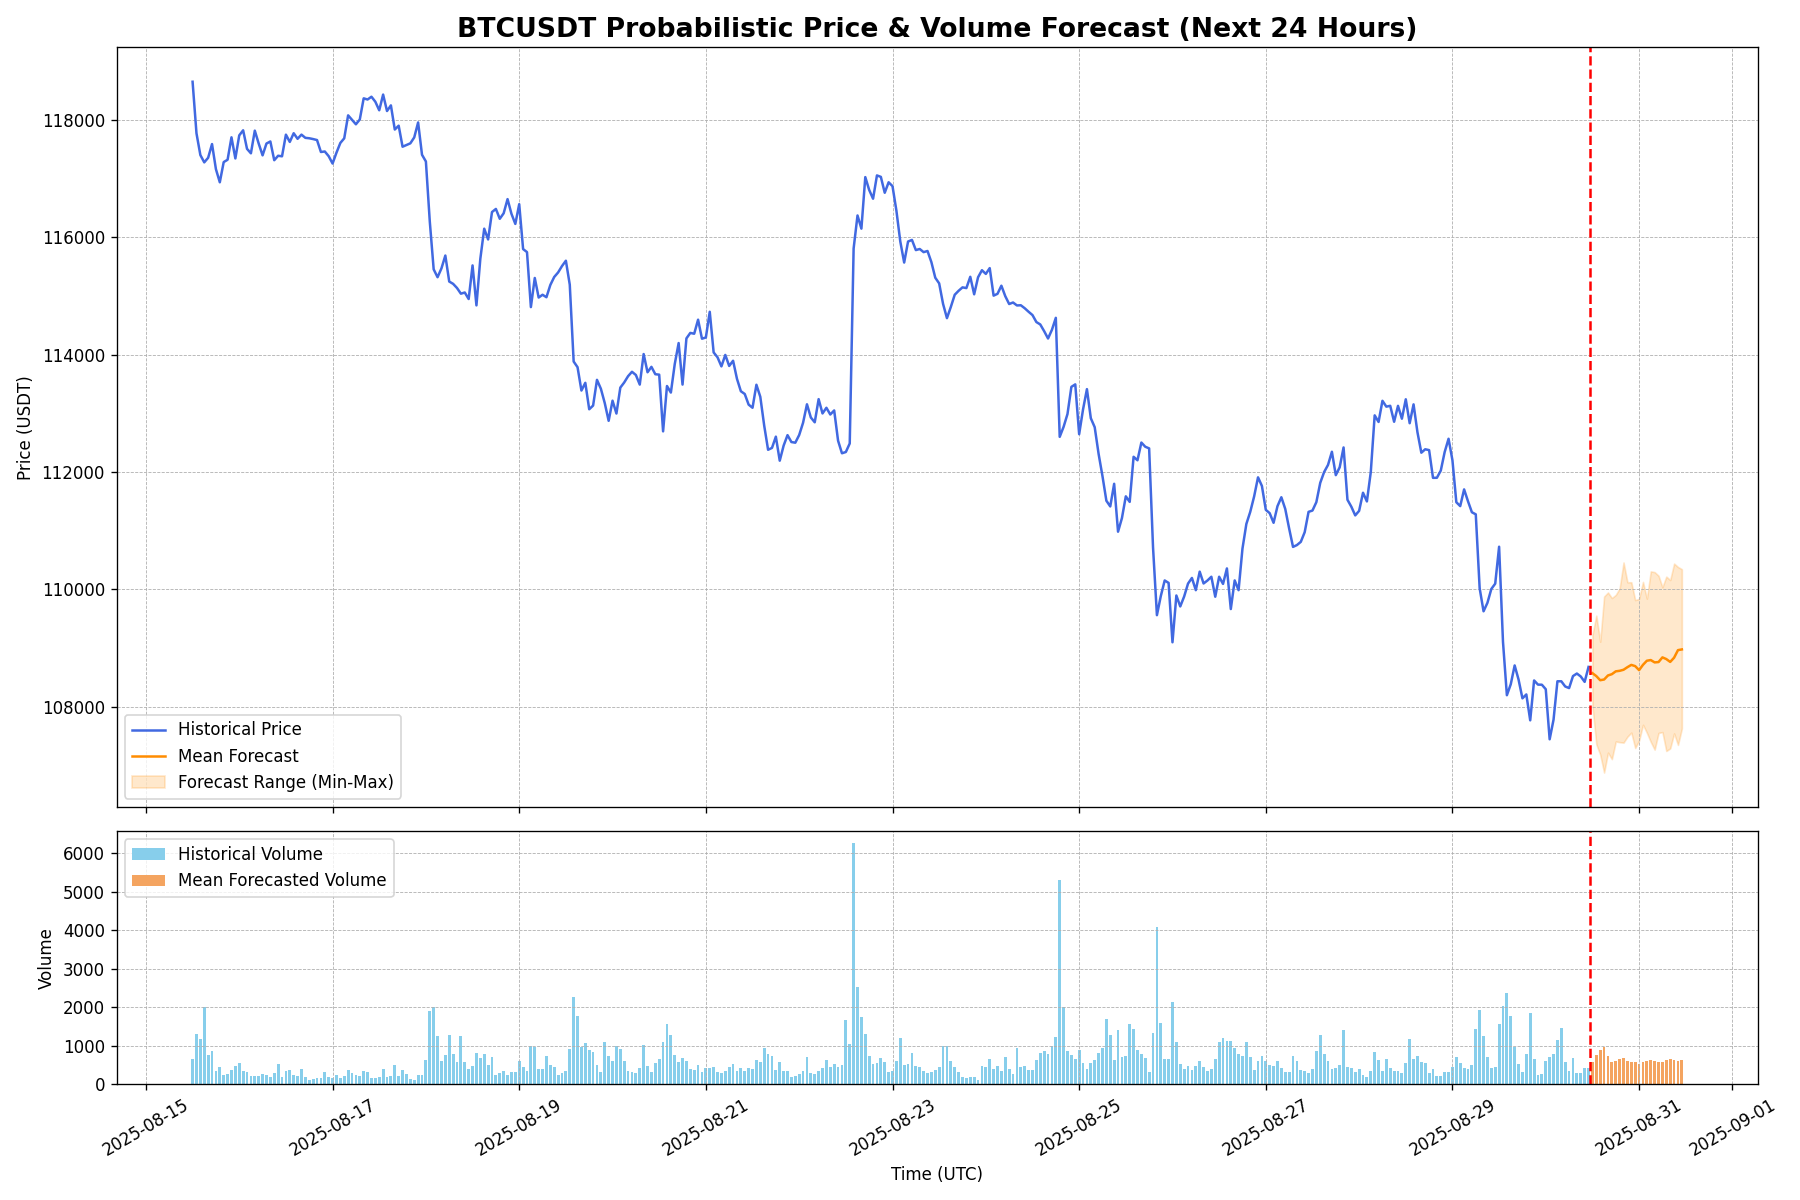 BTCUSDT Probabilistic Price & Volume Forecast (Next 24 Hours)
118000
116000
114000
112000
110000
108000
Price (USDT)
Historical Price
Mean Forecast
Forecast Range (Min-Max)
Historical Volume
Mean Forecasted Volume
6000
5000
4000
3000
2000
1000
0
Volume
2025-08-15
2025-08-17
2025-08-19
2025-08-21
2025-08-23
2025-08-25
2025-08-27
2025-08-29
2025-08-31
2025-09-01
Time (UTC)